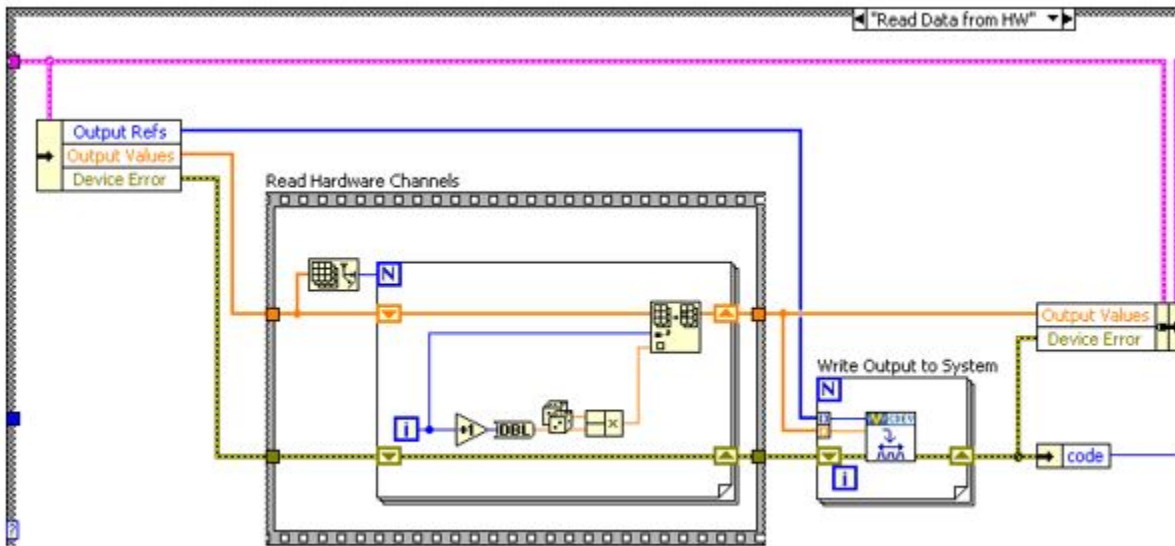 "Read Data from HW"
Output Refs
Output Values
Device Error
Read Hardware Channels
N
i
+1
DBL
Output Values
Device Error
Write Output to System
N
i
code
?